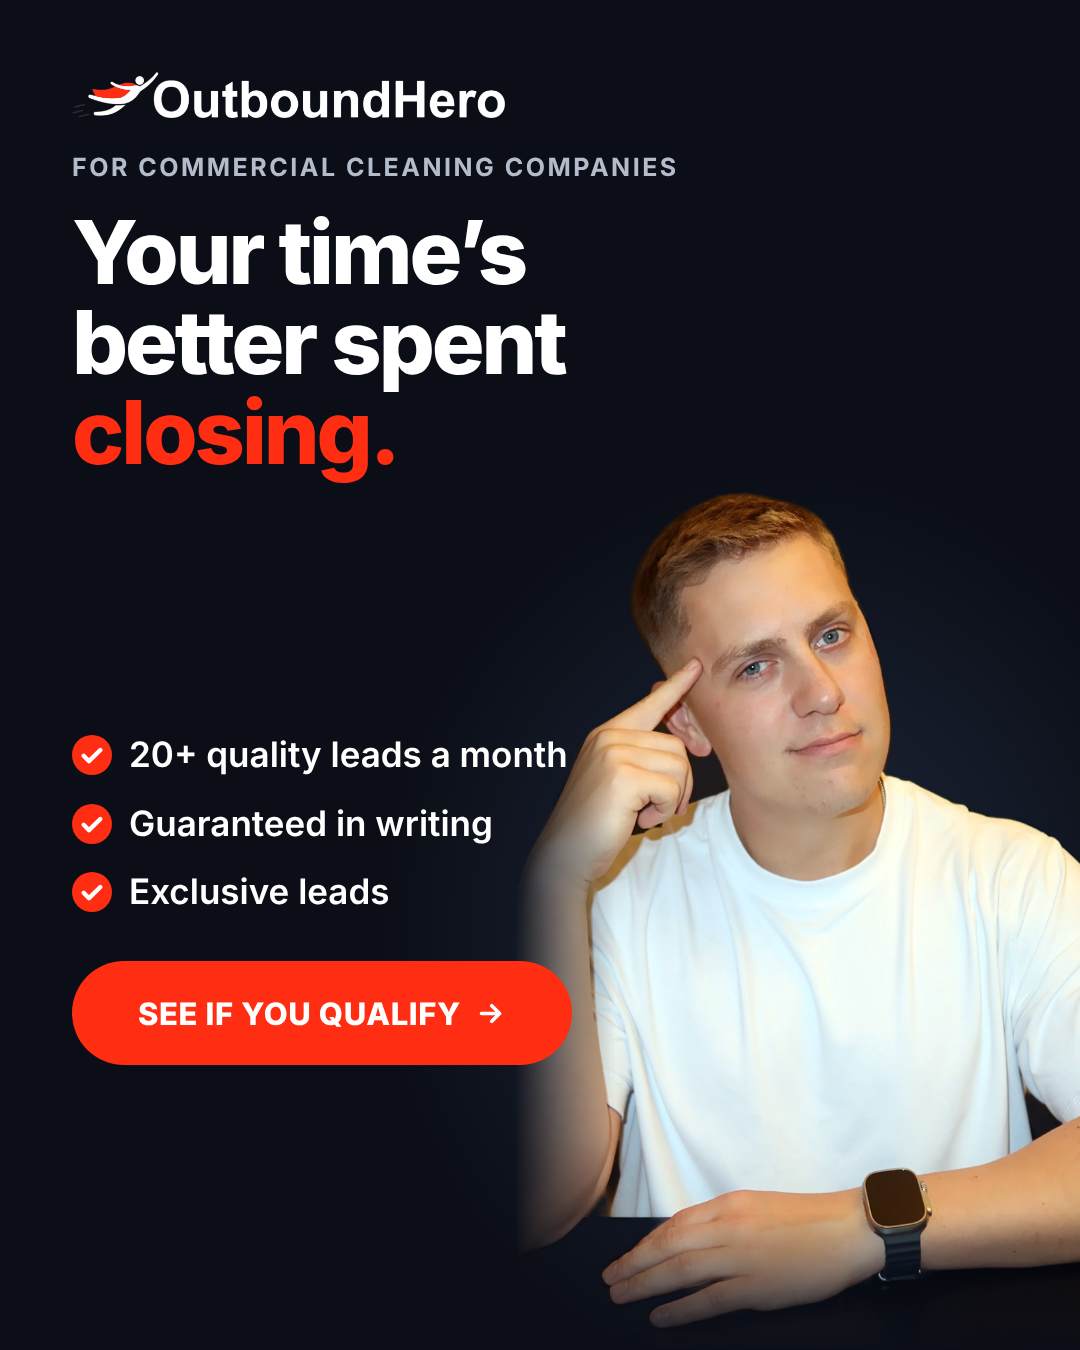 OutboundHero
FOR COMMERCIAL CLEANING COMPANIES
Your time’s
better spent
closing.
20+ quality leads a month
Guaranteed in writing
Exclusive leads
SEE IF YOU QUALIFY →